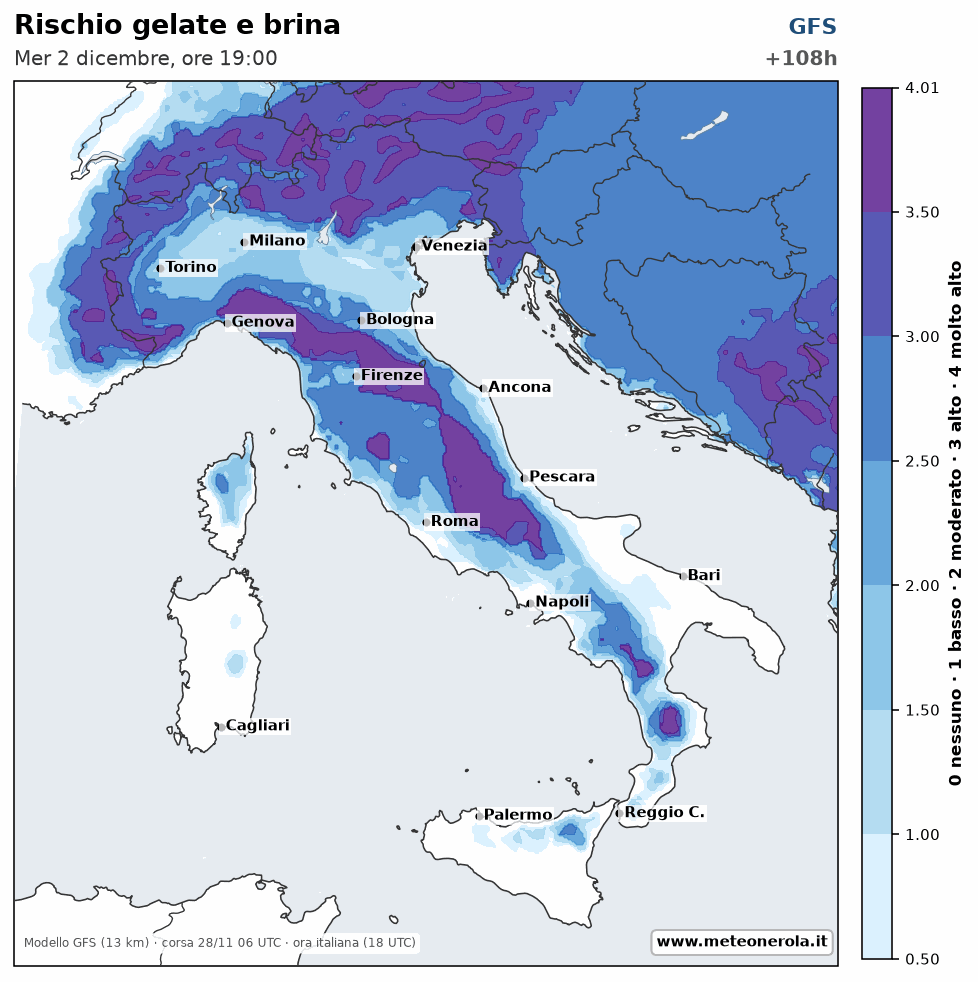 Rischio gelate e brina
GFS
Mer 2 dicembre, ore 19:00
+108h
4.01
3.50
3.00
2.50
2.00
1.50
1.00
0.50
0 nessuno · 1 basso · 2 moderato · 3 alto · 4 molto alto
Milano
Venezia
Torino
Genova
Bologna
Firenze
Ancona
Pescara
Roma
Bari
Napoli
Cagliari
Palermo
Reggio C.
Modello GFS (13 km) · corsa 28/11 06 UTC · ora italiana (18 UTC)
www.meteonerola.it